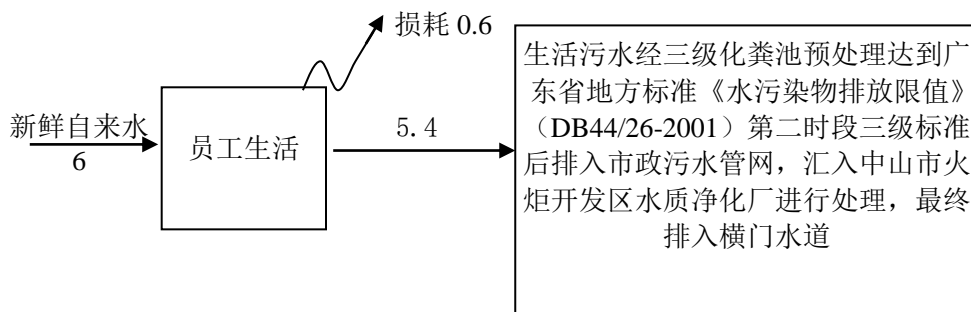 损耗 0.6
新鲜自来水
6
员工生活
5.4
生活污水经三级化粪池预处理达到广
东省地方标准《水污染物排放限值》
（DB44/26-2001）第二时段三级标准
后排入市政污水管网，汇入中山市火
炬开发区水质净化厂进行处理，最终
排入横门水道